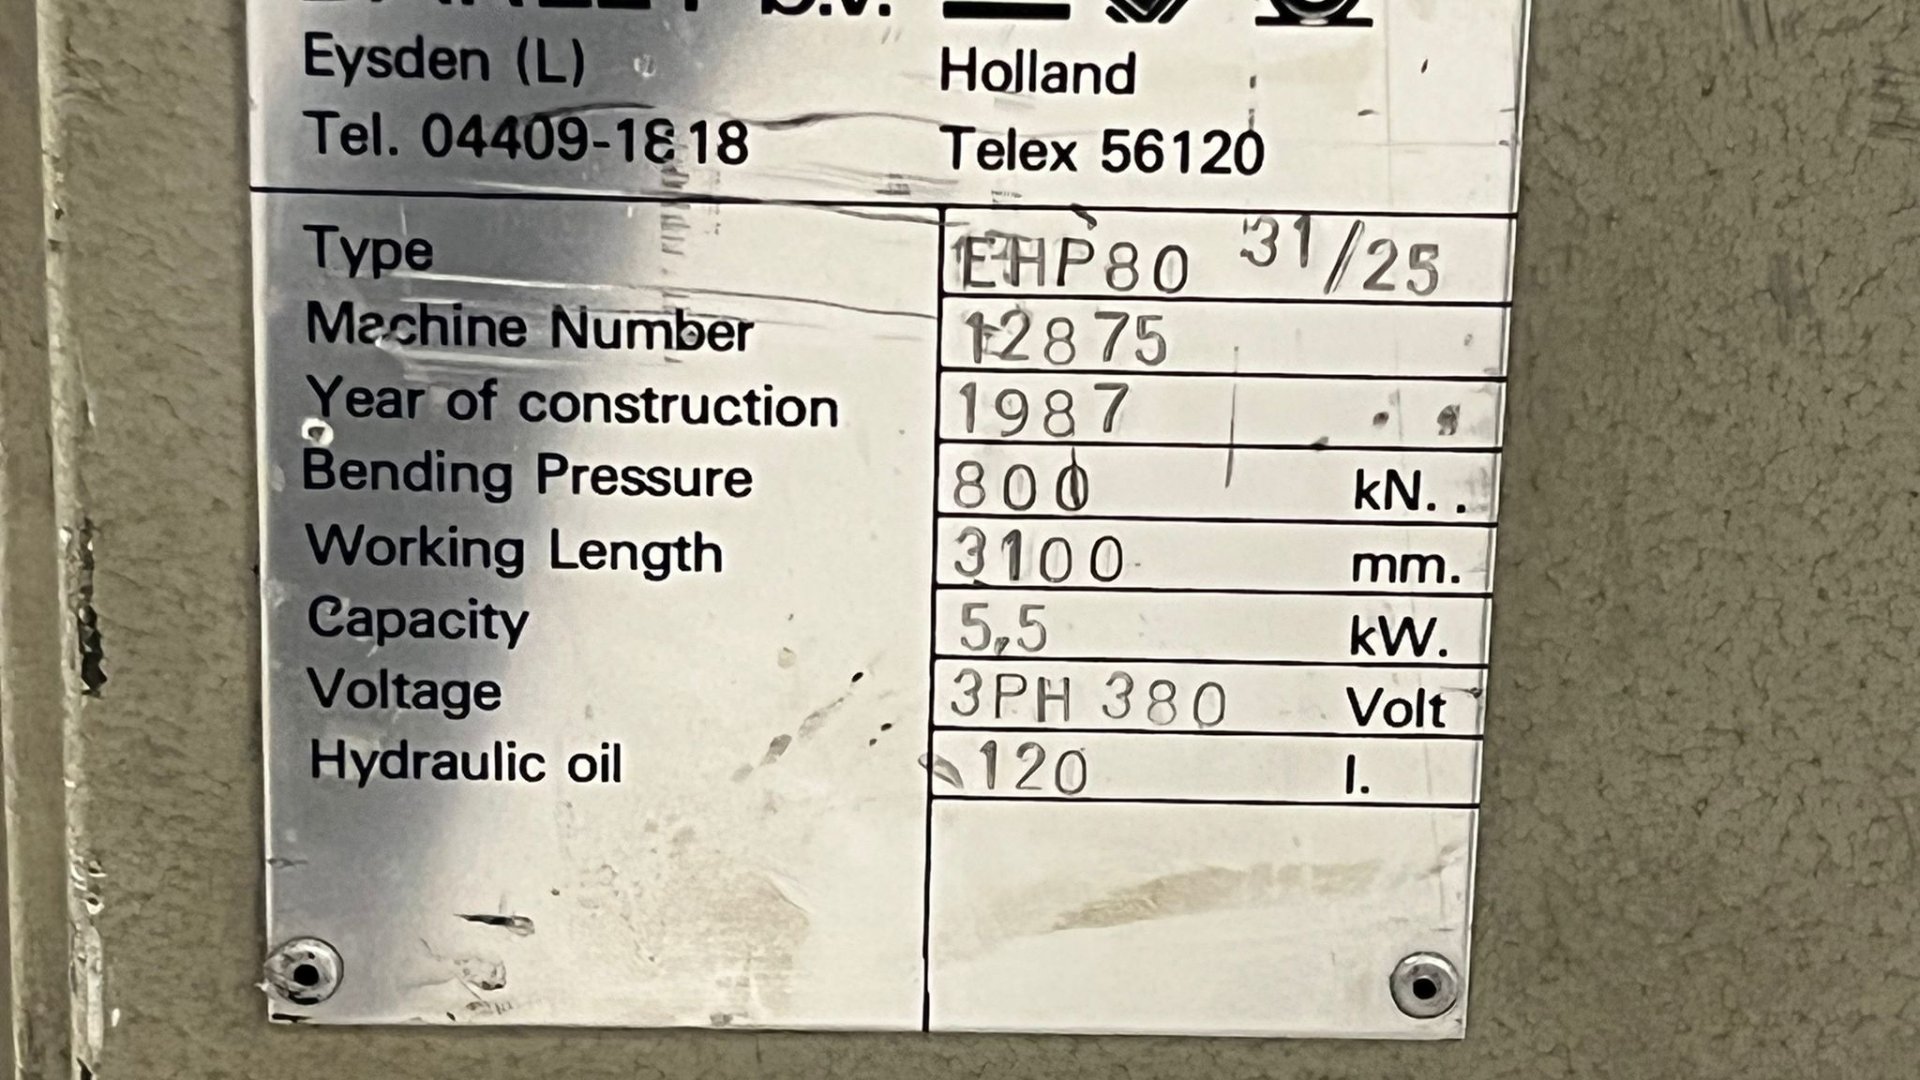 B.V.
Eysden (L) Holland
Tel. 04409-1818 Telex 56120
Type EHP80 31/25
Machine Number 12875
Year of construction 1987
Bending Pressure 800 kN.
Working Length 3100 mm.
Capacity 5,5 kW.
Voltage 3PH 380 Volt
Hydraulic oil 120 l.